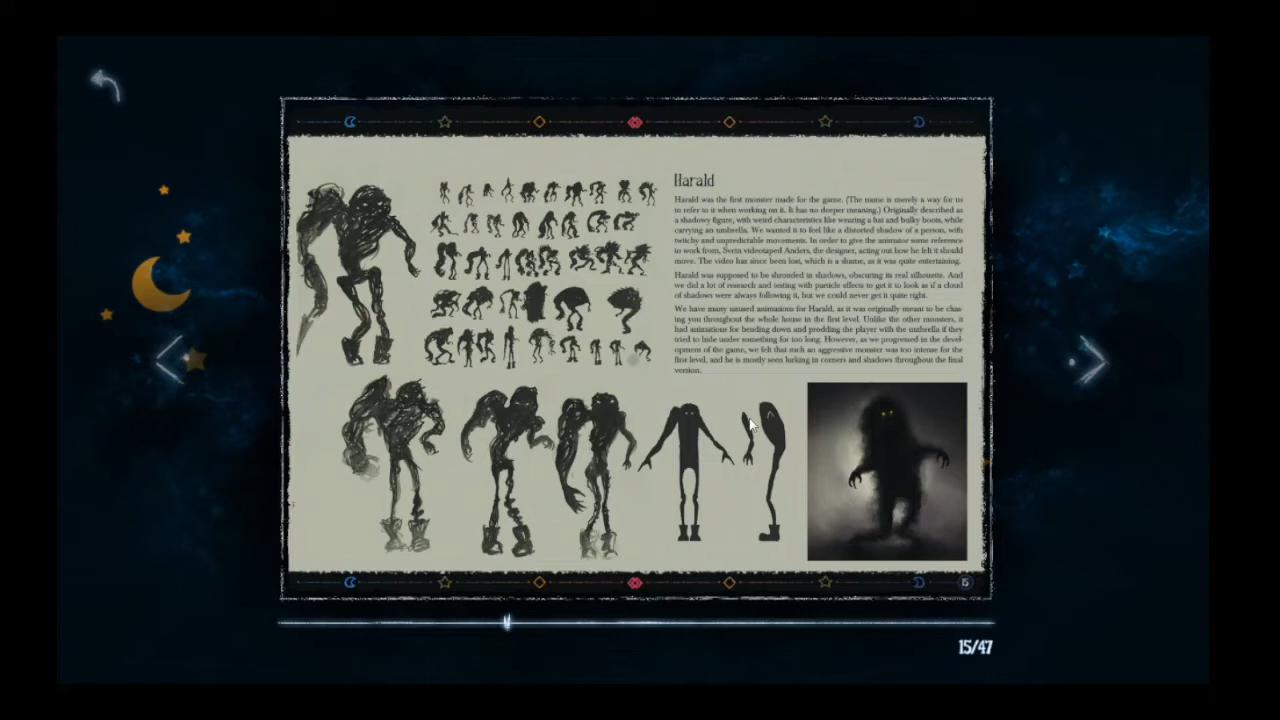 Harald
Harald was the first monster made for the game. (The name is merely a way for us
to refer to it when working on it. It has no deeper meaning.) Originally described as
a shadowy figure, with weird characteristics like wearing a hat and bulky boots, while
carrying an umbrella. We wanted it to feel like a distorted shadow of a person, with
twitchy and unpredictable movements. In order to give the animator some reference
to work from, Svein videotaped Anders, the designer, acting out how he felt it should
move. The video has since been lost, which is a shame, as it was quite entertaining.
Harald was supposed to be shrouded in shadows, obscuring its real silhouette. And
we did a lot of research and testing with particle effects to get it to look as if a cloud
of shadows were always following it, but we could never get it quite right.
We have many unused animations for Harald, as it was originally meant to be chas-
ing you throughout the whole house in the first level. Unlike the other monsters, it
had animations for bending down and prodding the player with the umbrella if they
tried to hide under something for too long. However, as we progressed in the devel-
opment of the game, we felt that such an aggressive monster was too intense for the
first level, and he is mostly seen lurking in corners and shadows throughout the final
version.
15
15/47